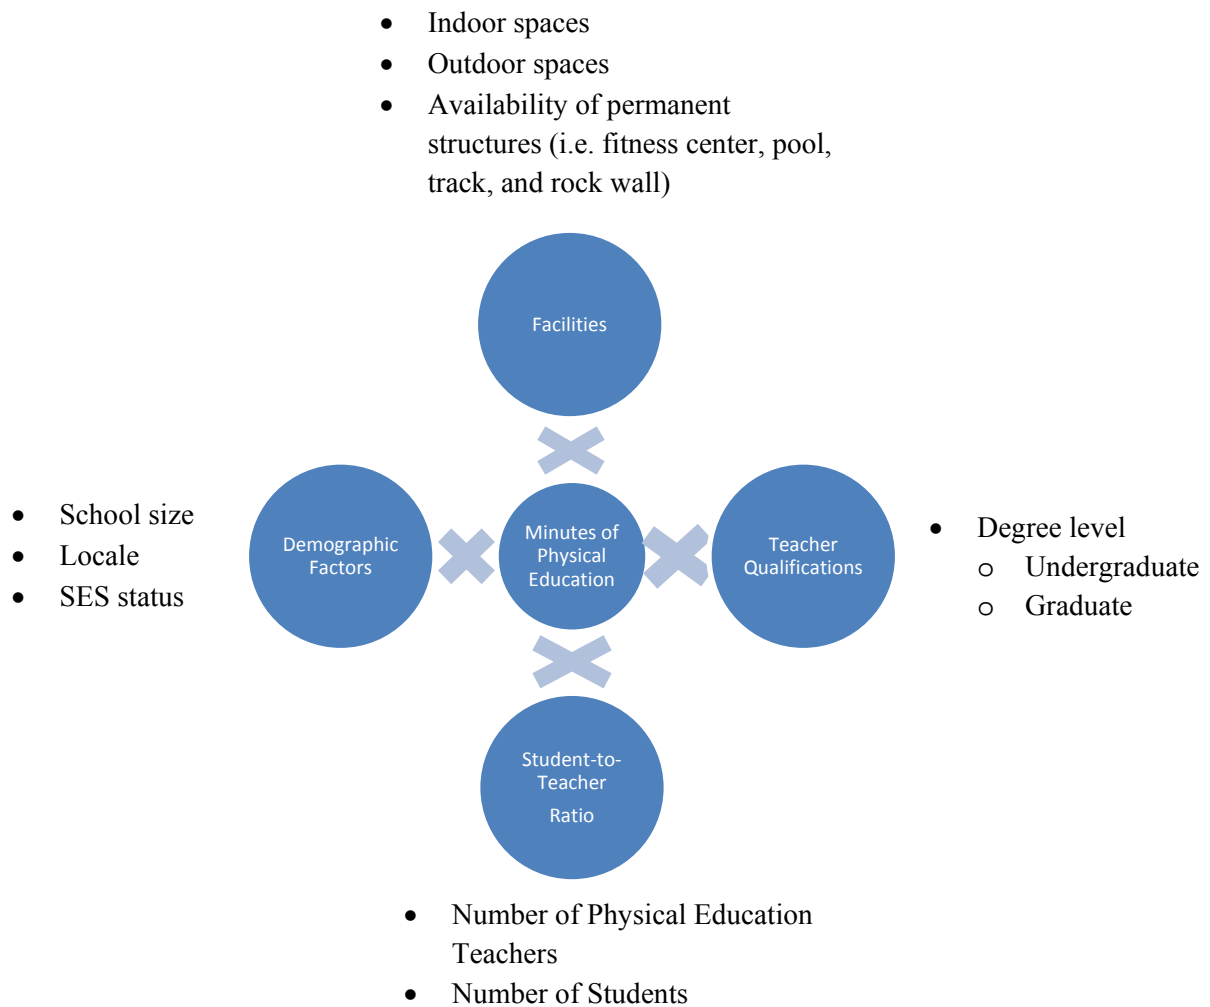 • Indoor spaces
• Outdoor spaces
• Availability of permanent
structures (i.e. fitness center, pool,
track, and rock wall)
Facilities
• School size
• Locale
• SES status
Demographic
Factors
Minutes of
Physical
Education
Teacher
Qualifications
• Degree level
o Undergraduate
o Graduate
Student-to-
Teacher
Ratio
• Number of Physical Education
Teachers
• Number of Students